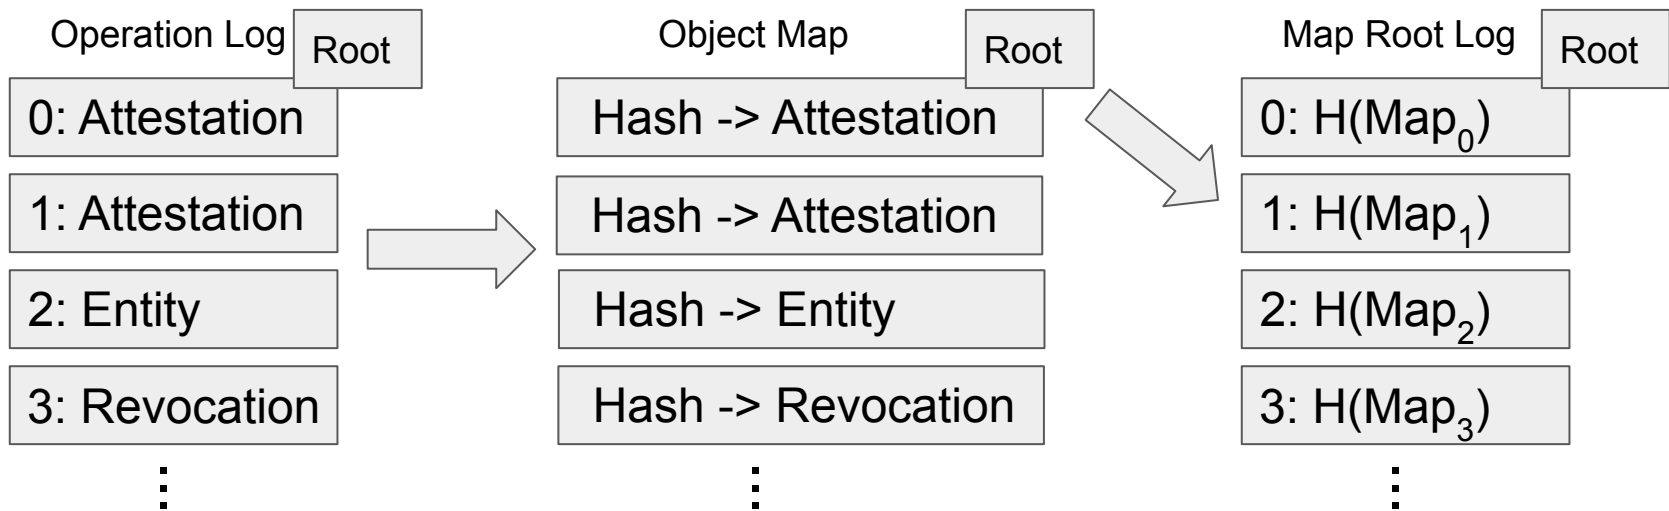 Operation Log
Root
0: Attestation
1: Attestation
2: Entity
3: Revocation
Object Map
Root
Hash -> Attestation
Hash -> Attestation
Hash -> Entity
Hash -> Revocation
Map Root Log
Root
0: H(Map₀)
1: H(Map₁)
2: H(Map₂)
3: H(Map₃)